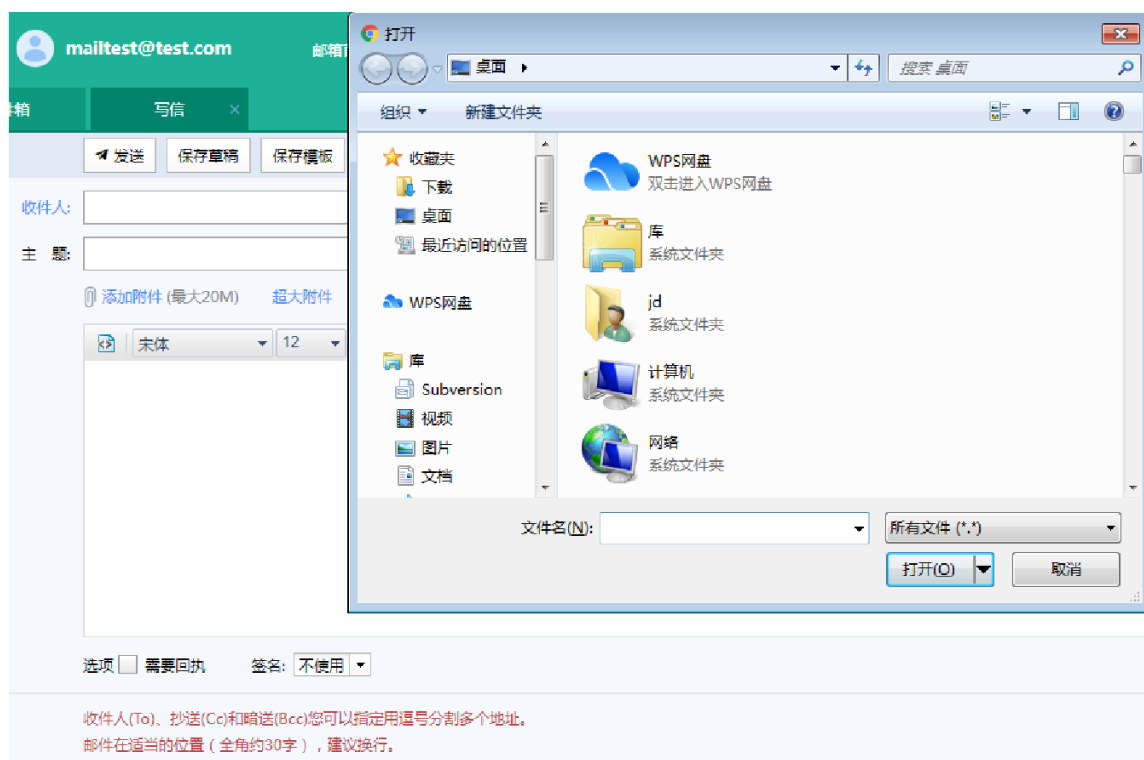 mailtest@test.com
邮箱
打开
桌面
搜索 桌面
写信
组织
新建文件夹
发送
保存草稿
保存模板
收件人:
主 题:
添加附件 (最大20M)
超大附件
宋体
12
收藏夹
下载
桌面
最近访问的位置
WPS网盘
库
Subversion
视频
图片
文档
WPS网盘
双击进入WPS网盘
库
系统文件夹
jd
系统文件夹
计算机
系统文件夹
网络
系统文件夹
文件名(N):
所有文件 (*.*)
打开(O)
取消
选项
需要回执
签名:
不使用
收件人(To)、抄送(Cc)和暗送(Bcc)您可以指定用逗号分割多个地址。
邮件在适当的位置 ( 全角约30字 ) , 建议换行。